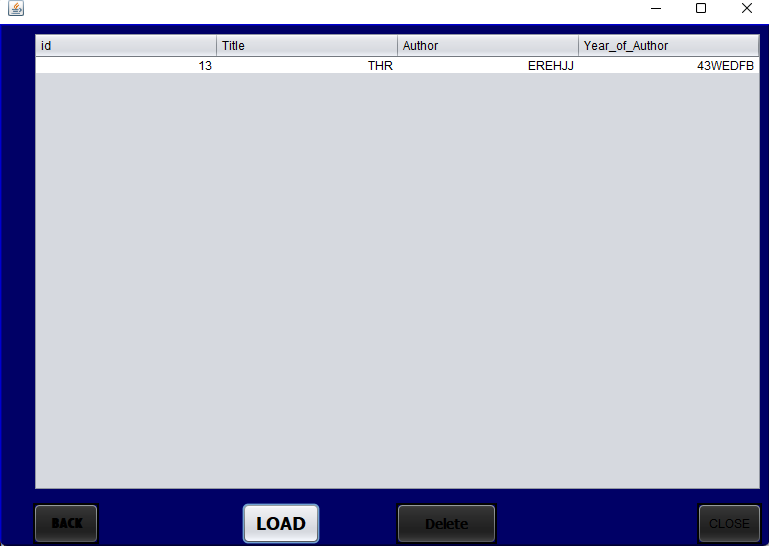 id Title Author Year_of_Author
13 THR EREHJJ 43WEDFB
BACK LOAD Delete CLOSE